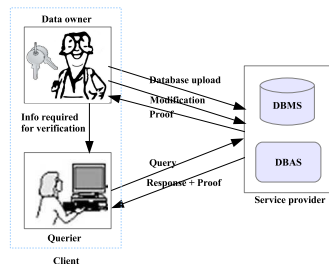 Data owner
Database upload
Modification
Proof
DBMS
Info required
for verification
Query
DBAS
Response + Proof
Service provider
Querier
Client